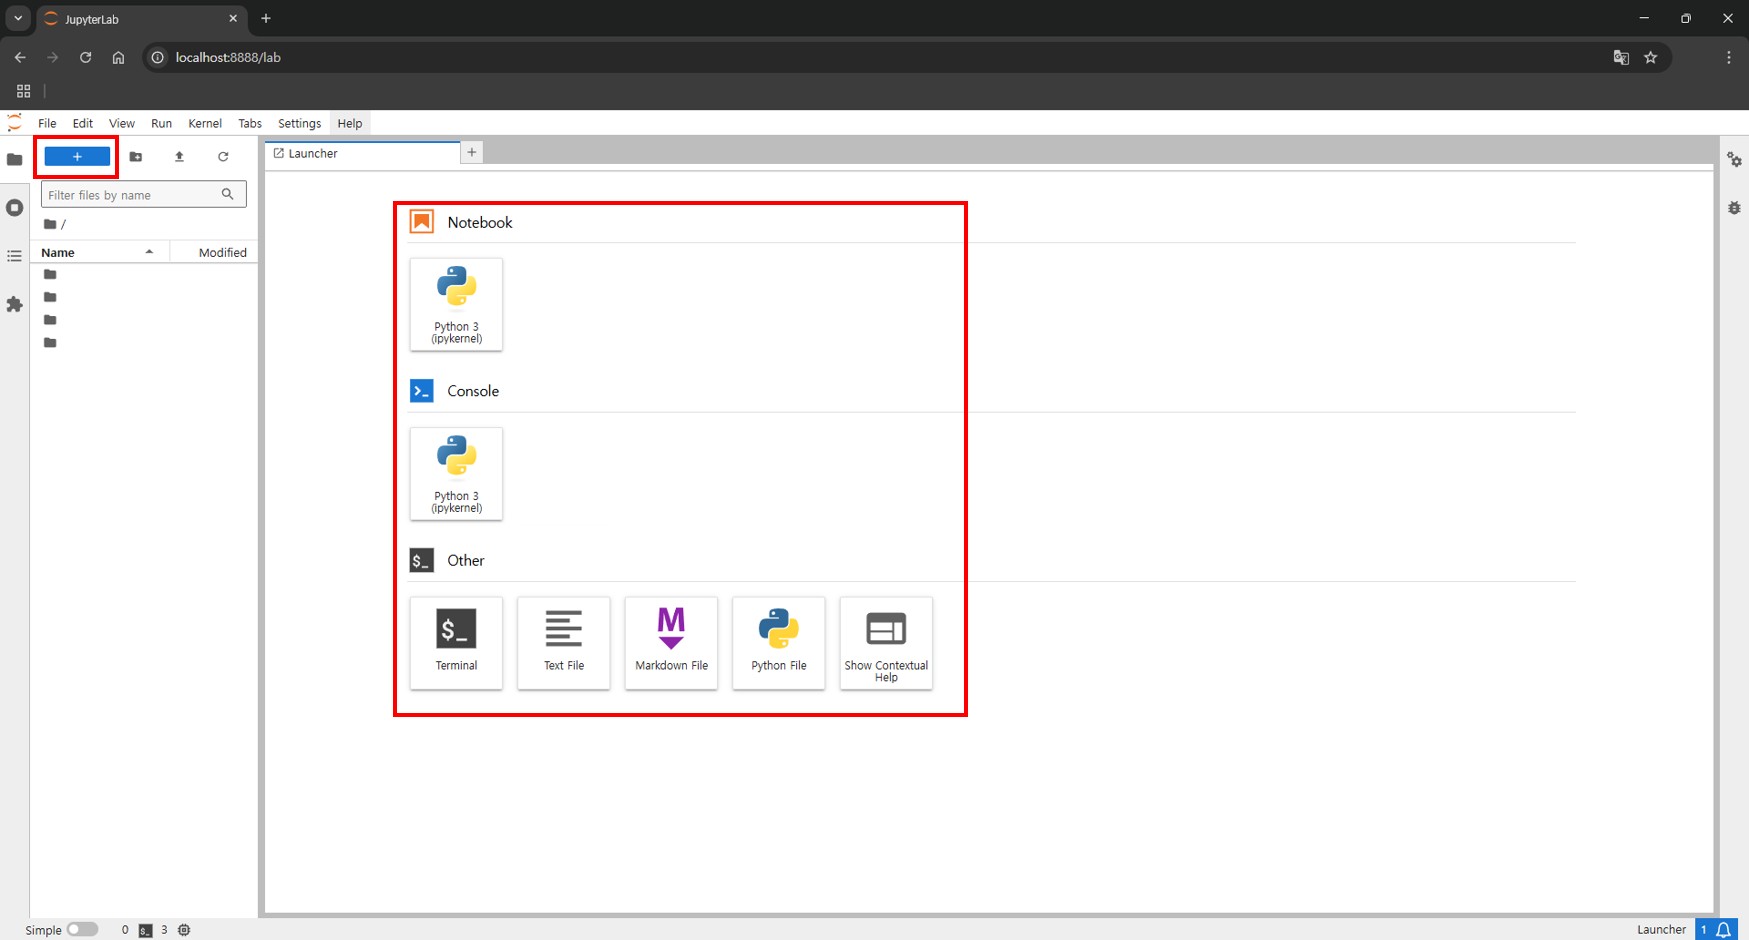 JupyterLab
localhost:8888/lab
File Edit View Run Kernel Tabs Settings Help
Launcher
Filter files by name
/
Name Modified
Notebook
Python 3
(ipykernel)
Console
Python 3
(ipykernel)
$_ Other
$_
Terminal
Text File
M
Markdown File
Python File
Show Contextual
Help
Simple 0 $_ 3 Launcher 1